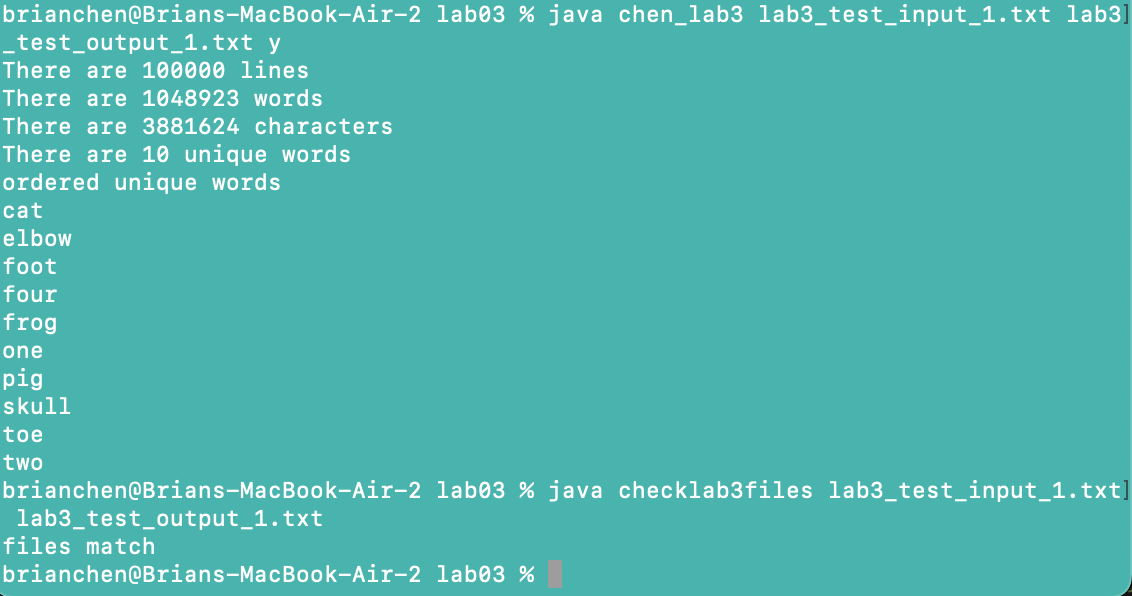 brianchen@Brians-MacBook-Air-2 lab03 % java chen_lab3 lab3_test_input_1.txt lab3]
_test_output_1.txt y
There are 100000 lines
There are 1048923 words
There are 3881624 characters
There are 10 unique words
ordered unique words
cat
elbow
foot
four
frog
one
pig
skull
toe
two
brianchen@Brians-MacBook-Air-2 lab03 % java checklab3files lab3_test_input_1.txt]
 lab3_test_output_1.txt
files match
brianchen@Brians-MacBook-Air-2 lab03 %